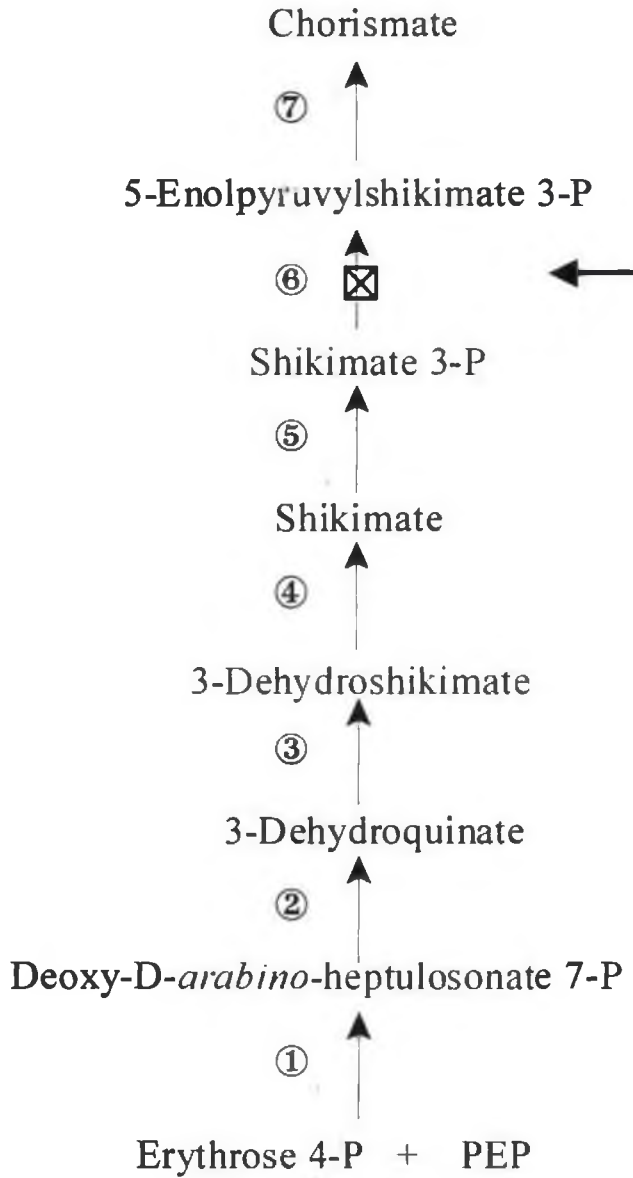 Chorismate
⑦
5-Enolpyruvylshikimate 3-P
⑥
Shikimate 3-P
⑤
Shikimate
④
3-Dehydroshikimate
③
3-Dehydroquinate
②
Deoxy-D-arabino-heptulosonate 7-P
①
Erythrose 4-P + PEP